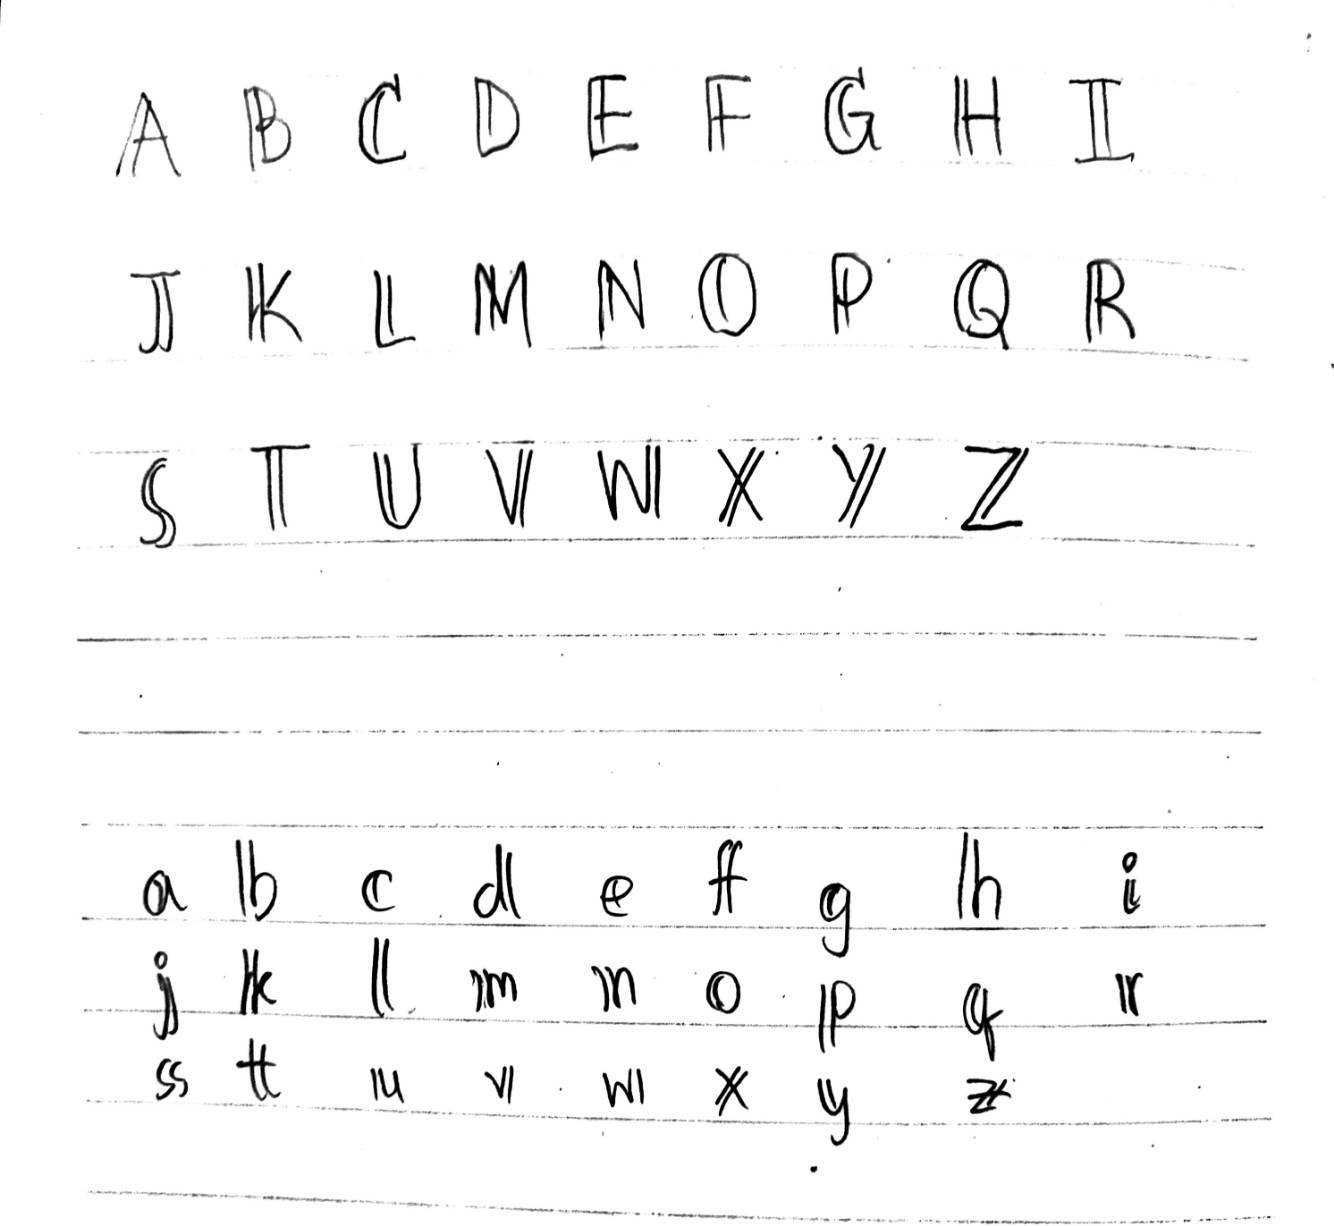 A B C D E F G H I
J K L M N O P Q R
S T U V W X Y Z
a b c d e f g h i
j k l m n o p q r
s t u v w x y z